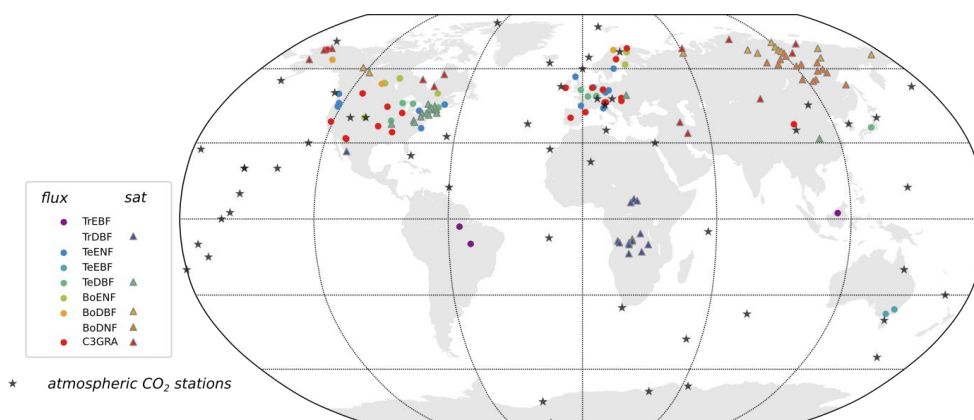 flux sat
TrEBF
TrDBF
TeENF
TeEBF
TeDBF
BoENF
BoDBF
BoDNF
C3GRA
atmospheric CO₂ stations